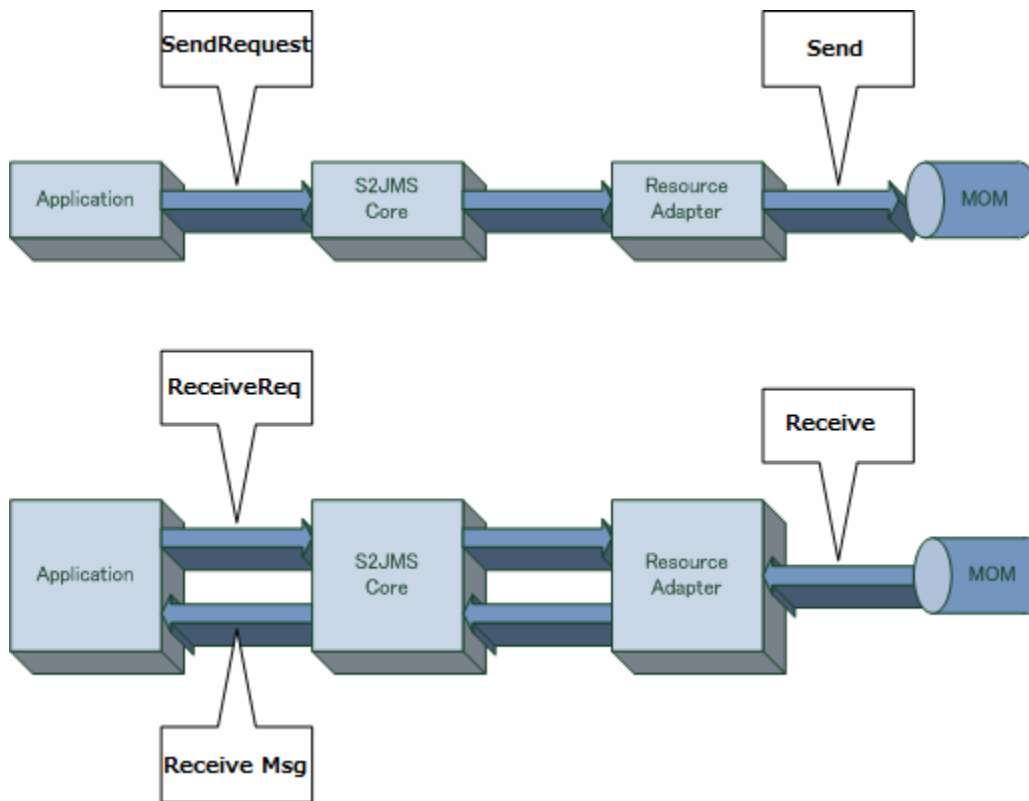 SendRequest
Send
Application
S2JMS
Core
Resource
Adapter
MOM
ReceiveReq
Receive
Application
S2JMS
Core
Resource
Adapter
MOM
Receive Msg